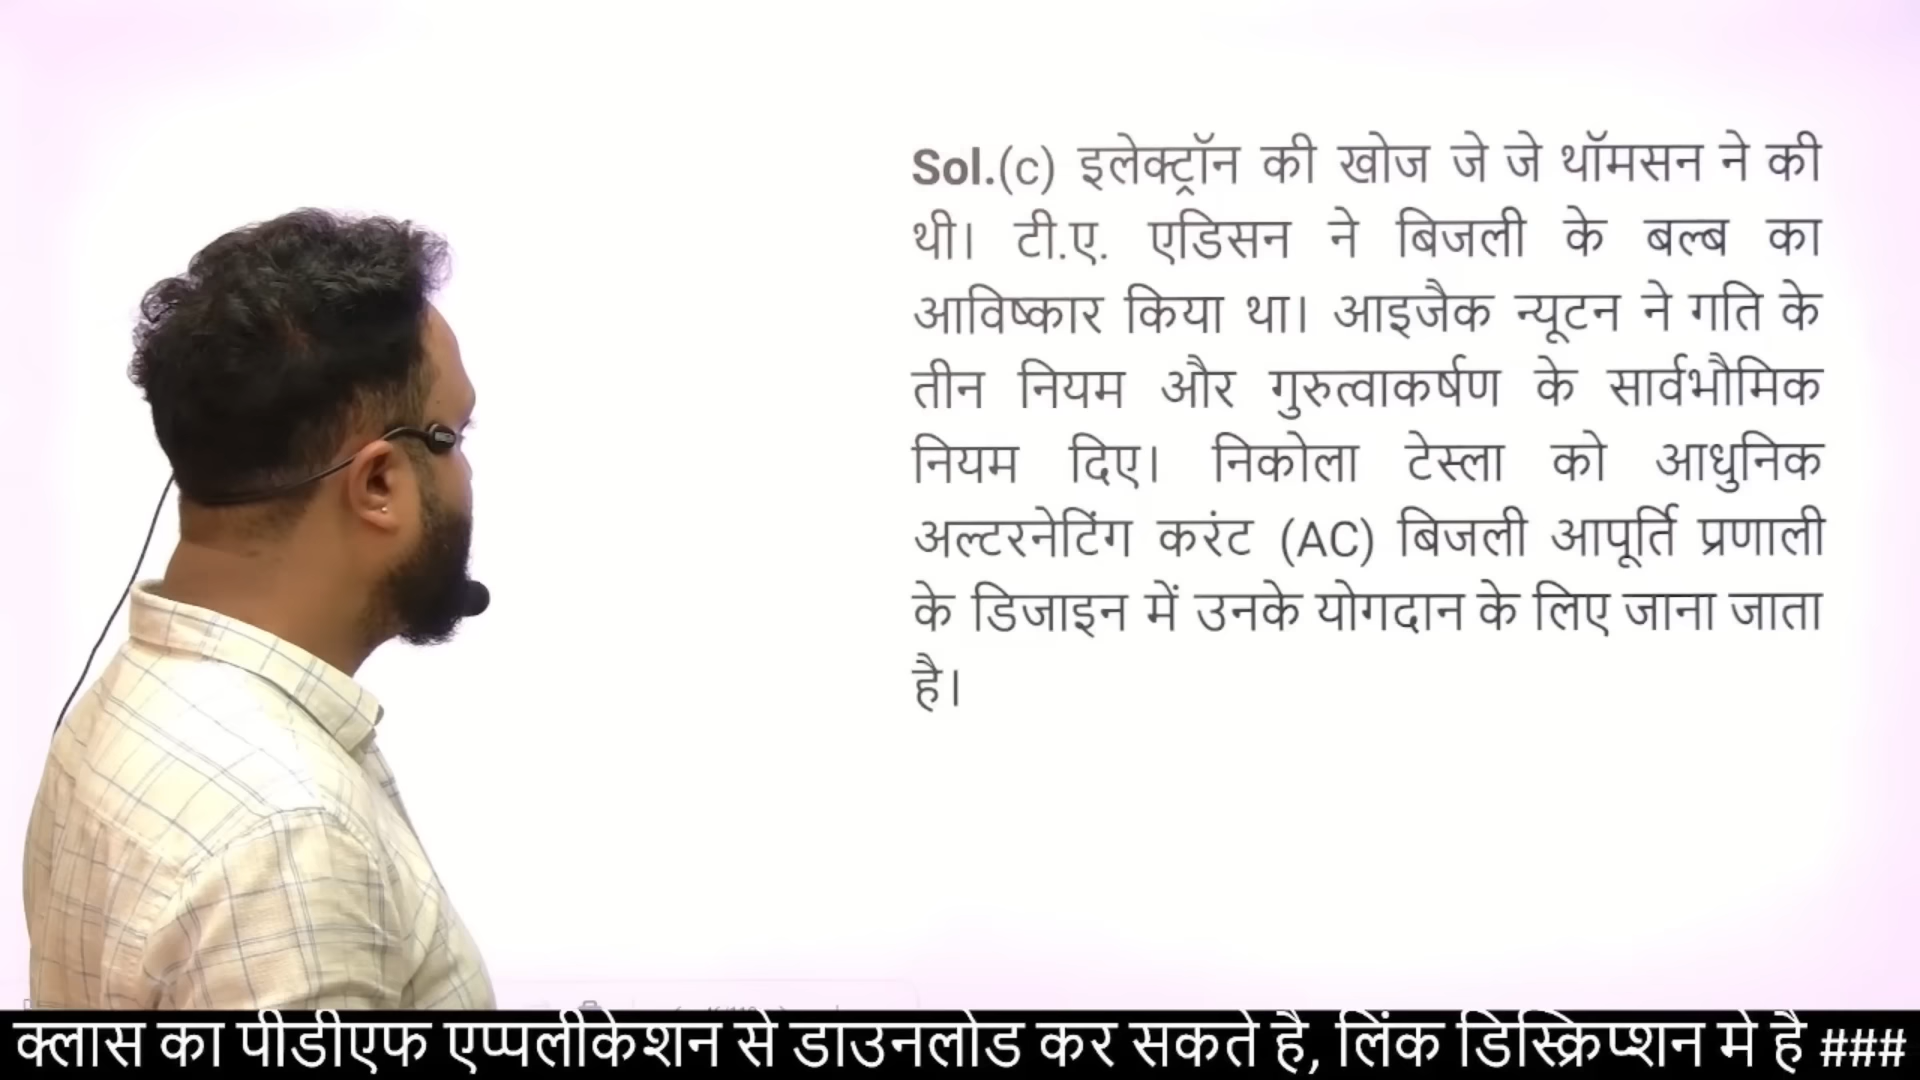 Sol.(c) इलेक्ट्रॉन की खोज जे जे थॉमसन ने की
थी। टी.ए. एडिसन ने बिजली के बल्ब का
आविष्कार किया था। आइजैक न्यूटन ने गति के
तीन नियम और गुरुत्वाकर्षण के सार्वभौमिक
नियम दिए। निकोला टेस्ला को आधुनिक
अल्टरनेटिंग करंट (AC) बिजली आपूर्ति प्रणाली
के डिजाइन में उनके योगदान के लिए जाना जाता
है।
क्लास का पीडीएफ एप्पलीकेशन से डाउनलोड कर सकते है, लिंक डिस्क्रिप्शन मे है ###